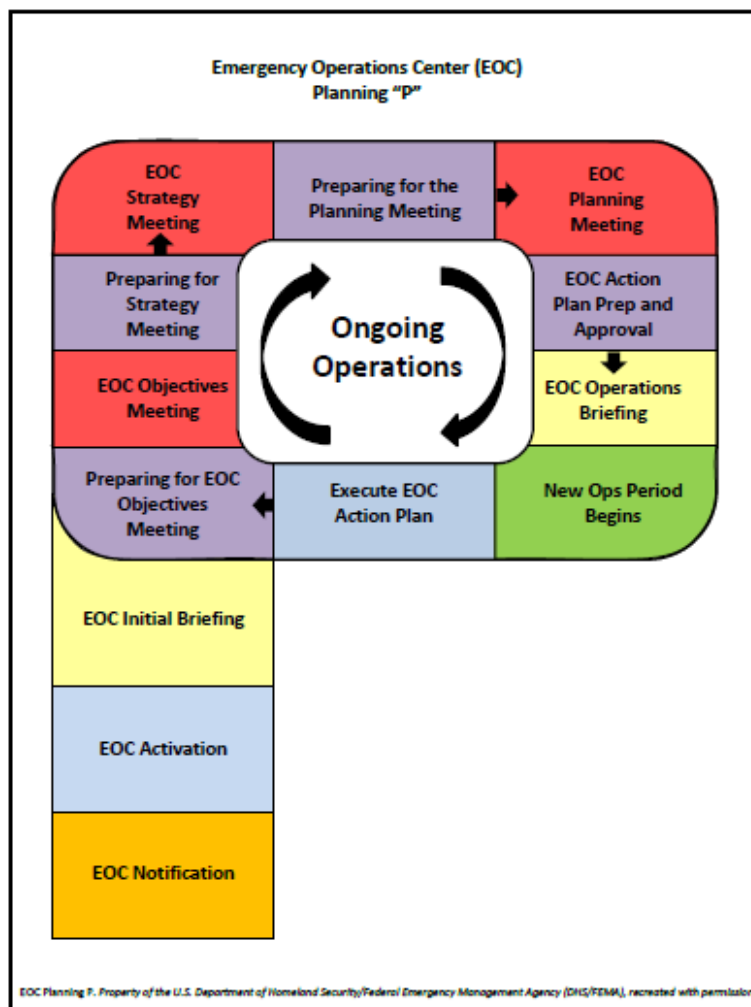 Emergency Operations Center (EOC)
Planning “P”
EOC
Strategy
Meeting
Preparing for the
Planning Meeting
EOC
Planning
Meeting
Preparing for
Strategy
Meeting
EOC Action
Plan Prep and
Approval
Ongoing
Operations
EOC Objectives
Meeting
EOC Operations
Briefing
Preparing for EOC
Objectives
Meeting
Execute EOC
Action Plan
New Ops Period
Begins
EOC Initial Briefing
EOC Activation
EOC Notification
EOC Planning P. Property of the U.S. Department of Homeland Security/Federal Emergency Management Agency (DHS/FEMA), recreated with permission